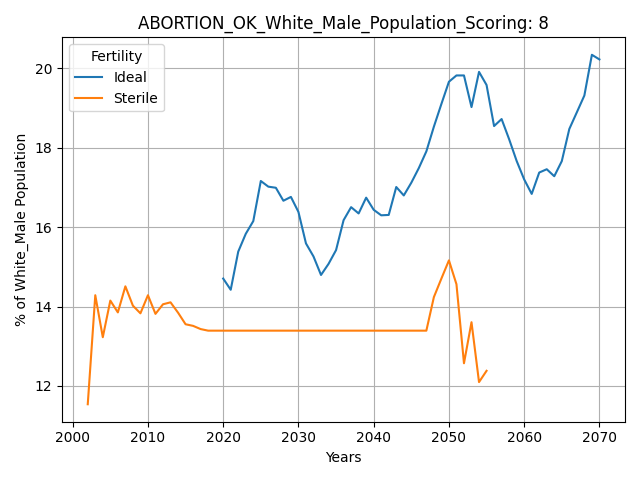 ABORTION_OK_White_Male_Population_Scoring: 8
Fertility
Ideal
Sterile
% of White_Male Population
20
18
16
14
12
2000 2010 2020 2030 2040 2050 2060 2070
Years